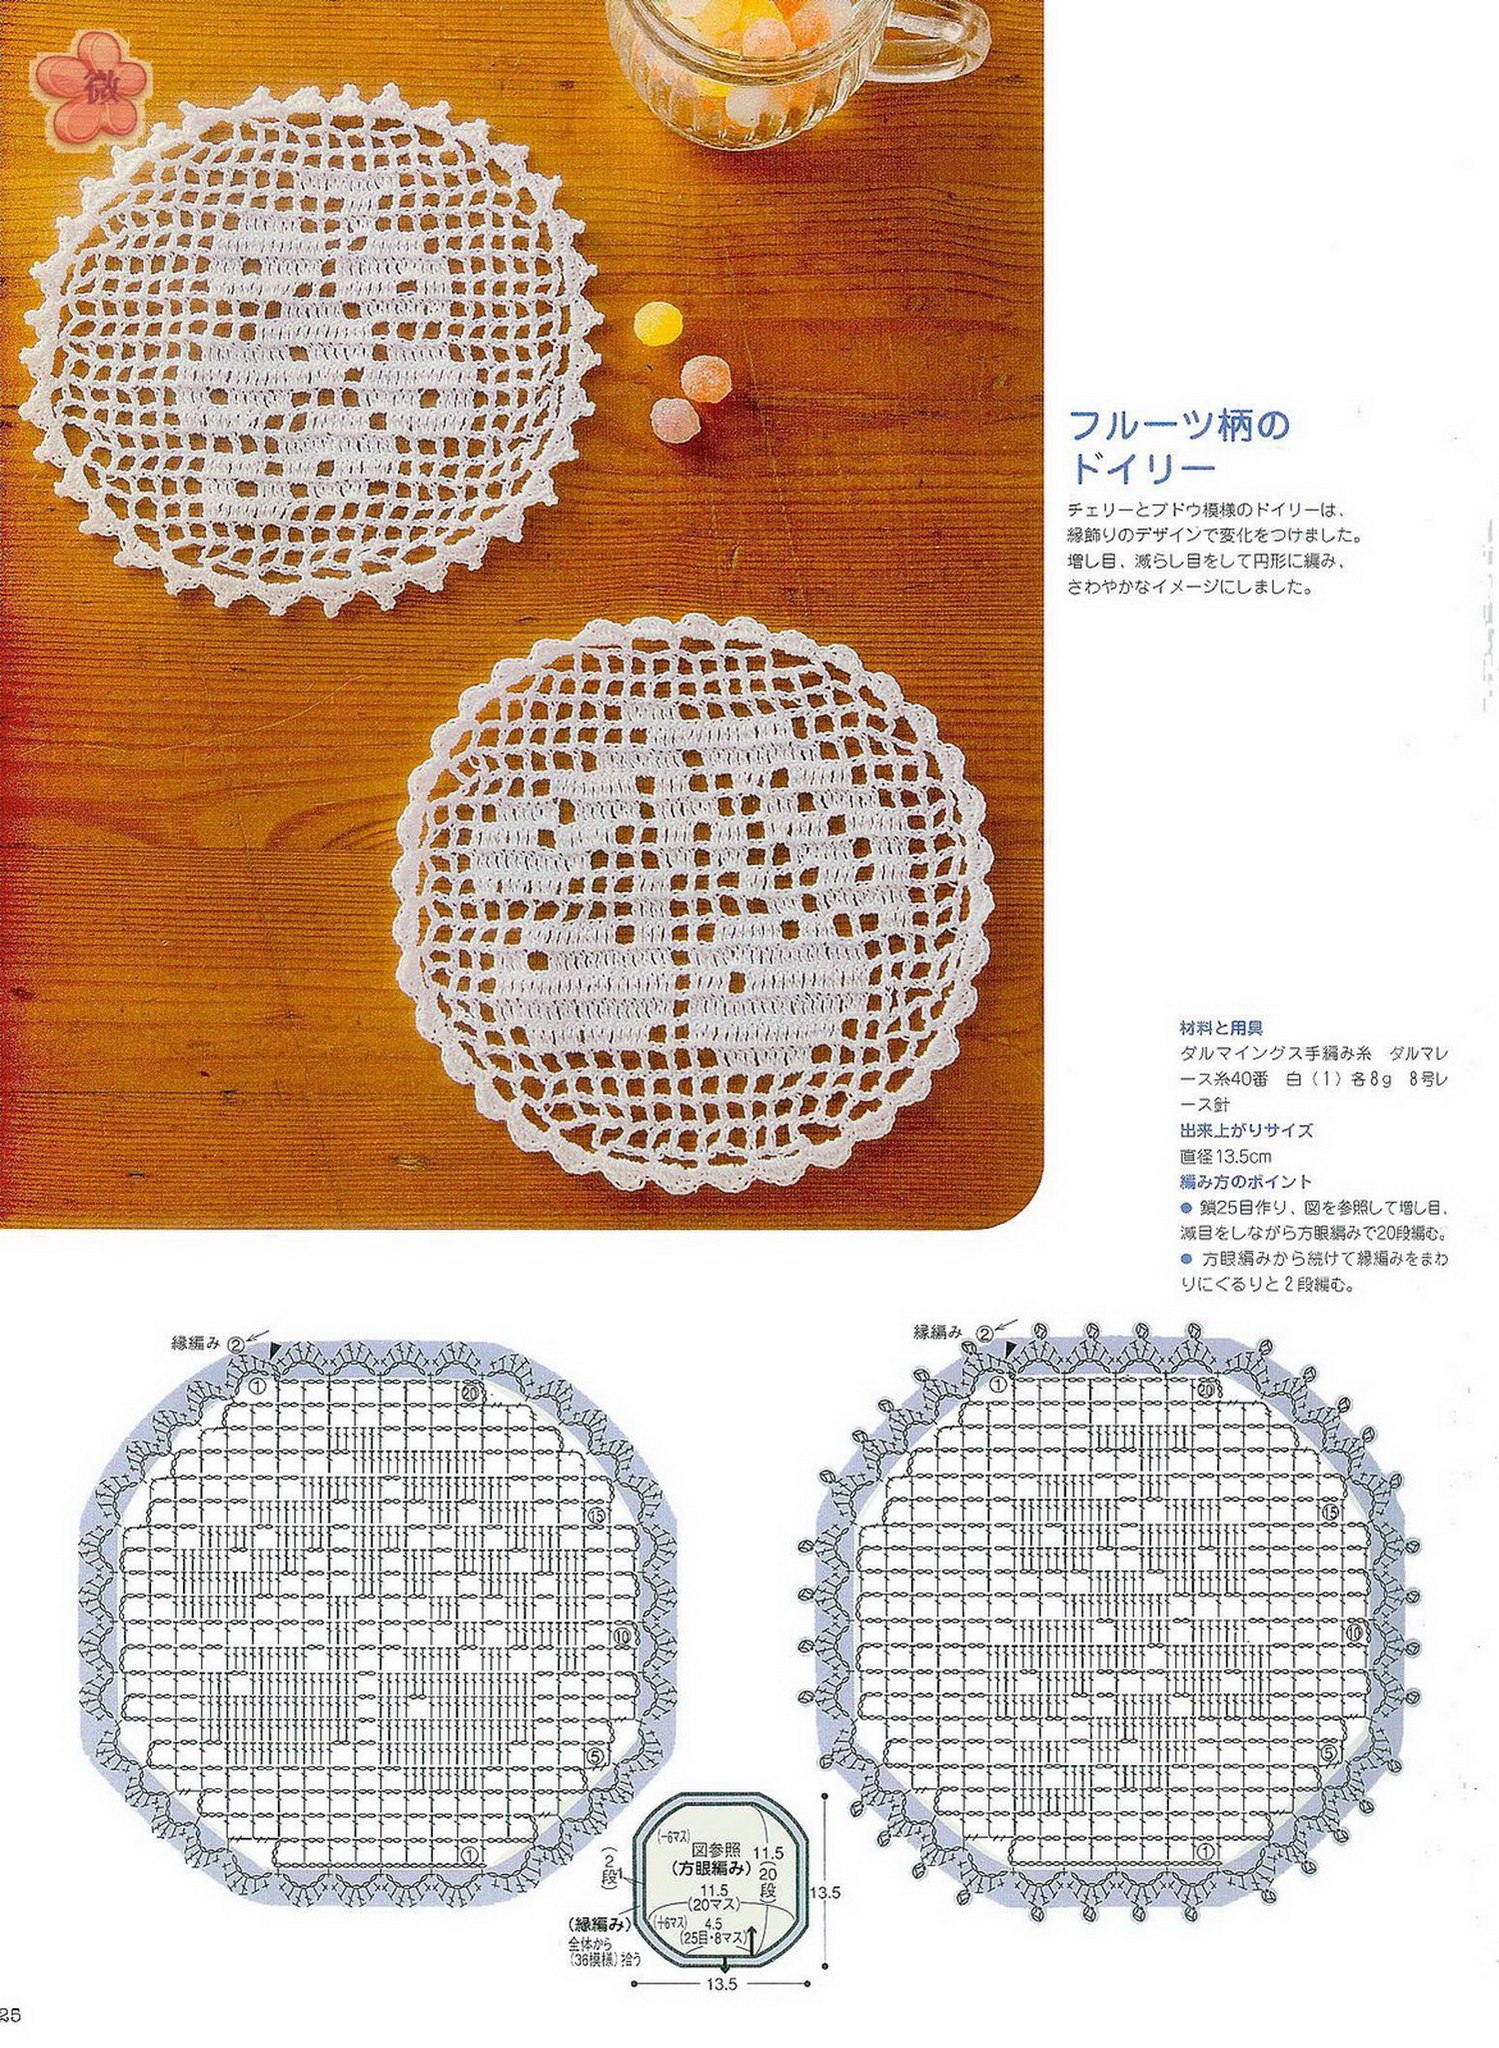 微
フルーツ柄の
ドイリー
チェリーとブドウ模様のドイリーは、
縁飾りのデザインで変化をつけました。
増し目、減らし目をして円形に編み、
さわやかなイメージにしました。
材料と用具
ダルマイングス手編み糸　ダルマレ
ース糸40番　白（1）各8g　8号レ
ース針
出来上がりサイズ
直径13.5cm
編み方のポイント
● 鎖25目作り、図を参照して増し目、
減目をしながら方眼編みで20段編む。
● 方眼編みから続けて縁編みをまわ
りにぐるりと2段編む。
縁編み ②
①
⑳
⑮
⑩
⑤
①
縁編み ②
①
⑳
⑮
⑩
⑤
①
(-6マス)
図参照
(方眼編み)
11.5
(20段)
11.5
(20マス)
13.5
(2段)
(縁編み)
全体から
(36模様)拾う
(+6マス)
4.5
(25目・8マス)
13.5
25